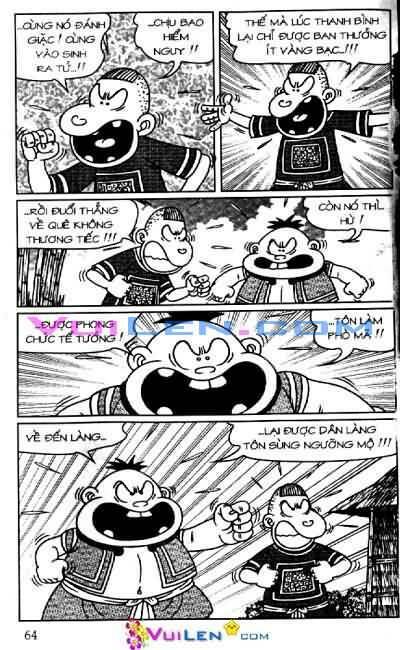 ...CÙNG NÓ ĐÁNH
GIẶC ! CÙNG
VÀO SINH
RA TỬ...!!
...CHỊU BAO
HIỂM
NGUY !!
THẾ MÀ LÚC THANH BÌNH
LẠI CHỈ ĐƯỢC BAN THƯỞNG
ÍT VÀNG BẠC...!!!
...RỒI ĐUỔI THẲNG
VỀ QUÊ KHÔNG
THƯƠNG TIẾC !!!
CÒN NÓ THÌ...
HỪ !
...ĐƯỢC PHONG
CHỨC TỂ TƯỚNG !
...TÔN LÀM
PHÒ MÃ !!
VUILEN.COM
VỀ ĐẾN LÀNG...
...LẠI ĐƯỢC DÂN LÀNG
TÔN SÙNG NGƯỠNG MỘ !!!
64
VUILEN.COM